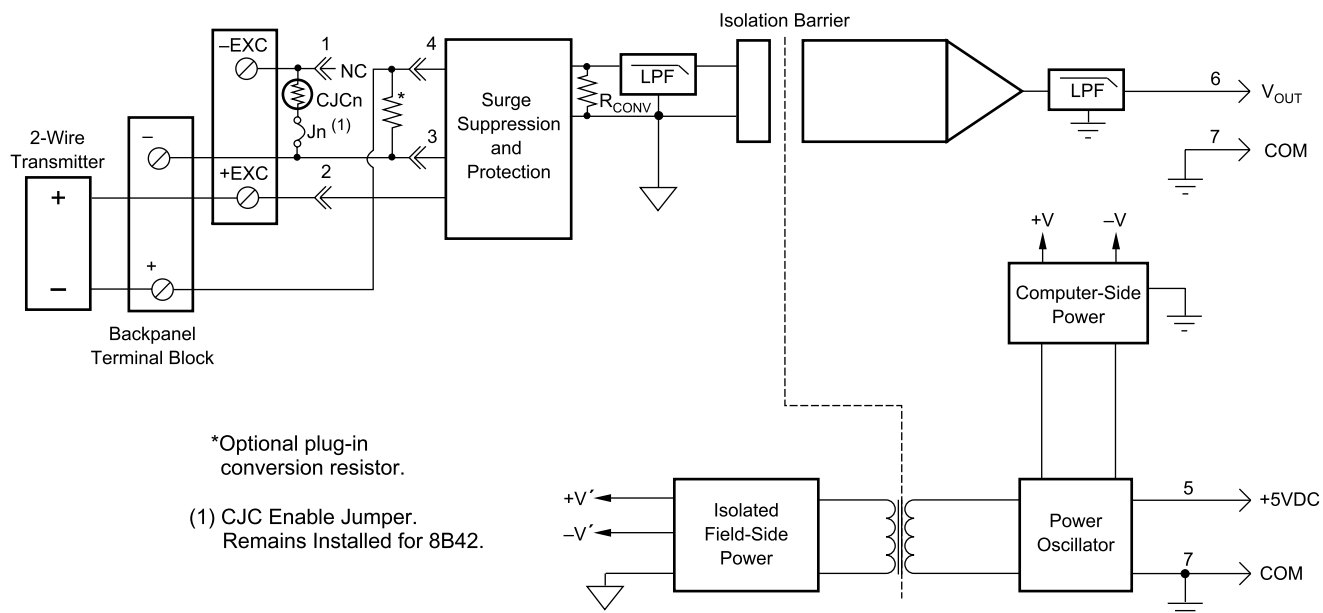 Isolation Barrier
–EXC
1
NC
4
CJCn
Jn (1)
*
3
+EXC
2
2-Wire
Transmitter
+
–
–
+
Backpanel
Terminal Block
Surge
Suppression
and
Protection
RCONV
LPF
LPF
6
VOUT
7
COM
+V
–V
Computer-Side
Power
*Optional plug-in
conversion resistor.
(1) CJC Enable Jumper.
Remains Installed for 8B42.
+V´
–V´
Isolated
Field-Side
Power
Power
Oscillator
5
+5VDC
7
COM